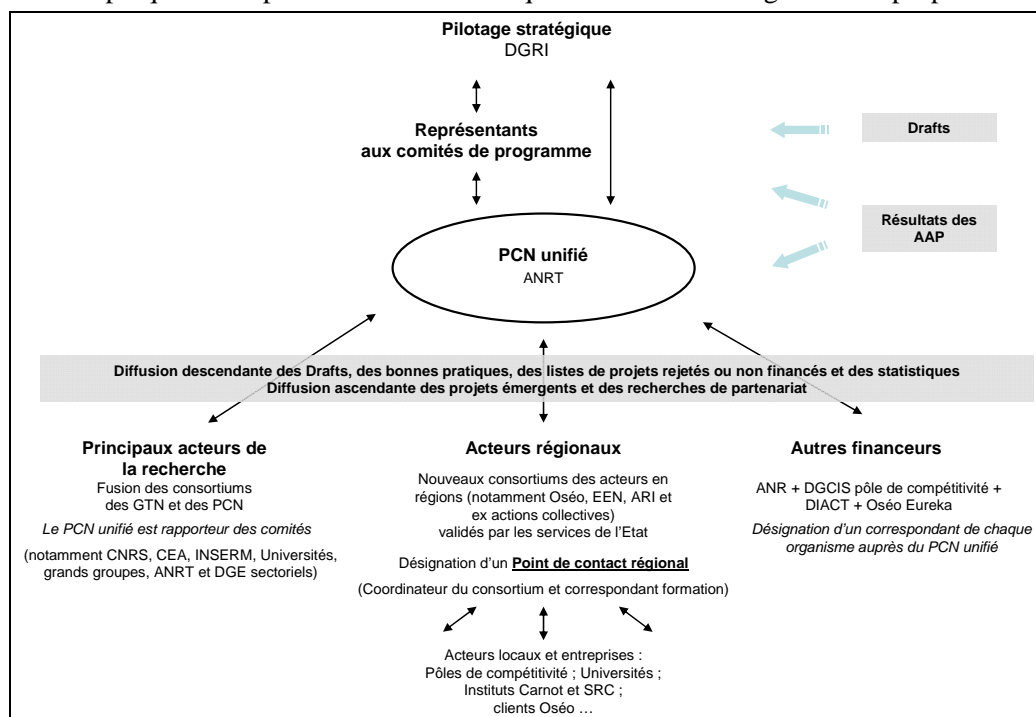 Pilotage stratégique
DGRI
Représentants
aux comités de programme
Drafts
Résultats des
AAP
PCN unifié
ANRT
Diffusion descendante des Drafts, des bonnes pratiques, des listes de projets rejetés ou non financés et des statistiques
Diffusion ascendante des projets émergents et des recherches de partenariat
Principaux acteurs de
la recherche
Fusion des consortiums
des GTN et des PCN
Le PCN unifié est rapporteur des comités
(notamment CNRS, CEA, INSERM, Universités,
grands groupes, ANRT et DGE sectoriels)
Acteurs régionaux
Nouveaux consortiums des acteurs en
régions (notamment Oséo, EEN, ARI et
ex actions collectives)
validés par les services de l'Etat
Désignation d'un Point de contact régional
(Coordinateur du consortium et correspondant formation)
Acteurs locaux et entreprises :
Pôles de compétitivité ; Universités ;
Instituts Carnot et SRC ;
clients Oséo …
Autres financeurs
ANR + DGCIS pôle de compétitivité +
DIACT + Oséo Eureka
Désignation d'un correspondant de chaque
organisme auprès du PCN unifié